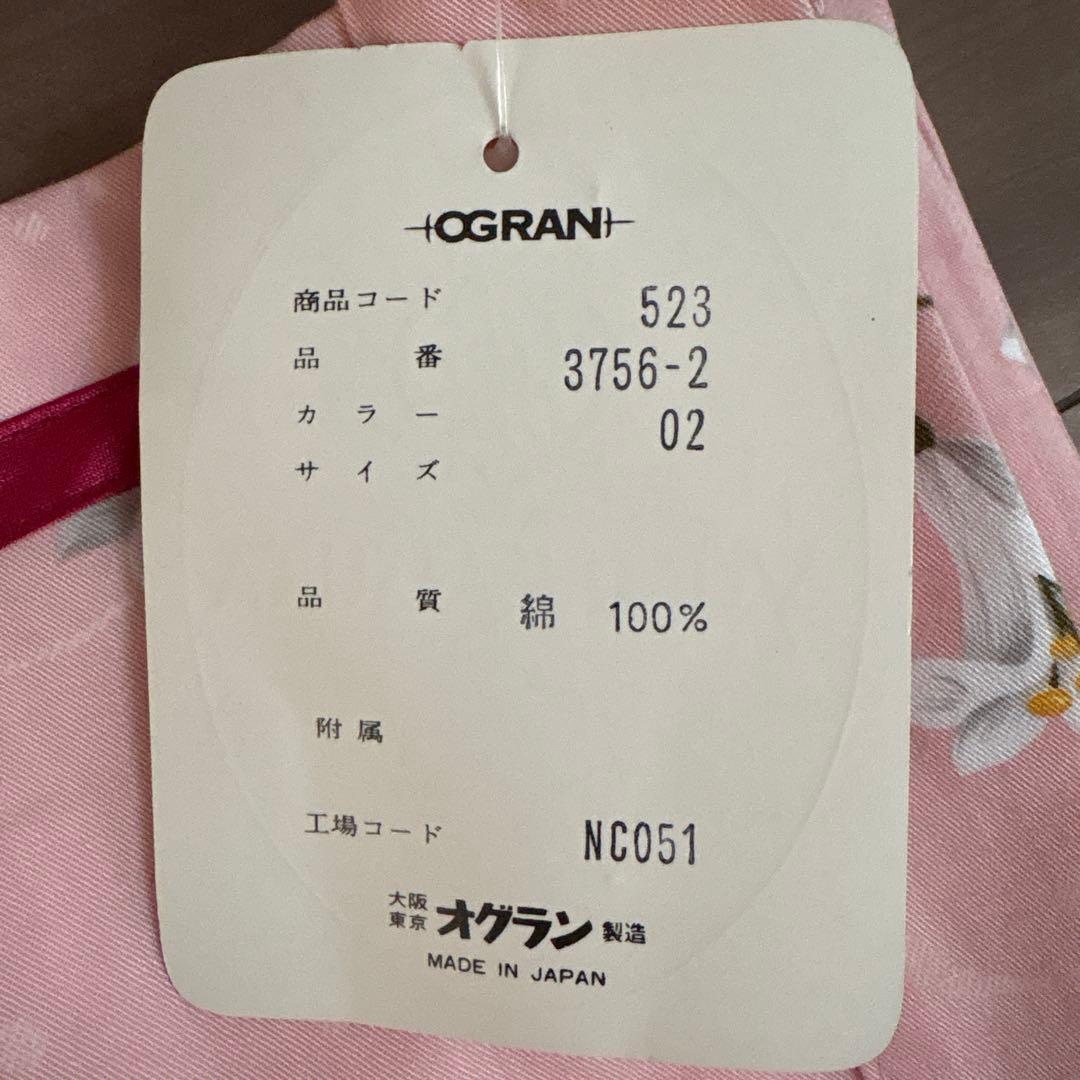 OGRAN
商品コード 523
品番 3756-2
カラー 02
サイズ
品質 綿 100%
附属
工場コード NC051
大阪
東京 オグラン 製造
MADE IN JAPAN